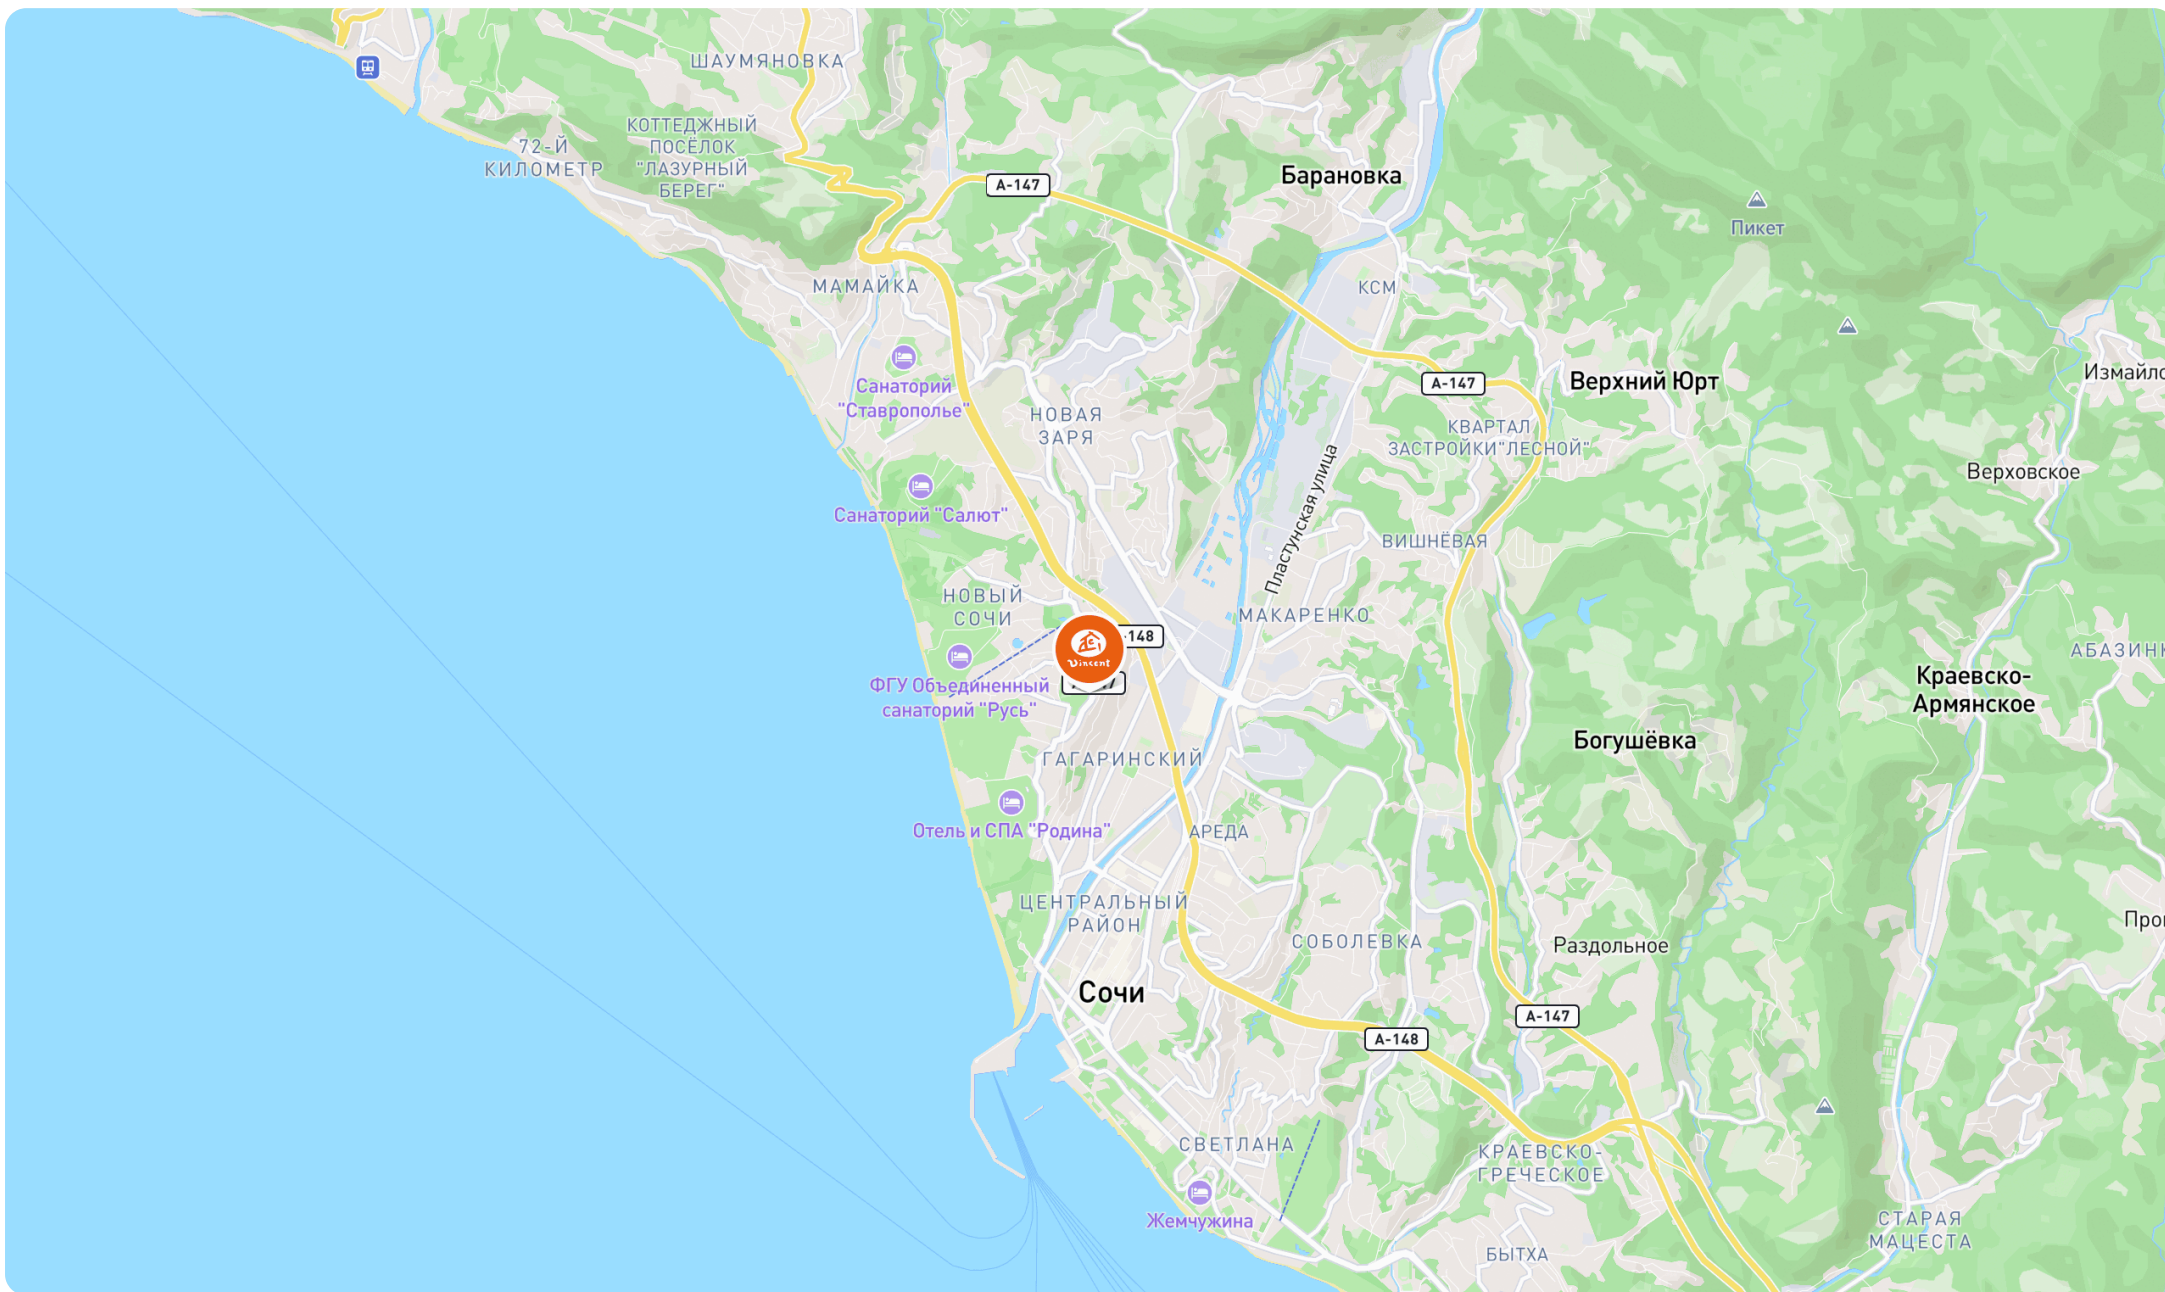 ШАУМЯНОВКА
КОТТЕДЖНЫЙ
ПОСЁЛОК
"ЛАЗУРНЫЙ
БЕРЕГ"
72-Й
КИЛОМЕТР
А-147
Барановка
Пикет
МАМАЙКА
КСМ
Санаторий
"Ставрополье"
НОВАЯ
ЗАРЯ
А-147
Верхний Юрт
Измайло
КВАРТАЛ
ЗАСТРОЙКИ"ЛЕСНОЙ"
Верховское
Санаторий "Салют"
Пластунская улица
ВИШНЁВАЯ
НОВЫЙ
СОЧИ
МАКАРЕНКО
Vincent
-148
ФГУ Объединенный
санаторий "Русь"
АБАЗИНК
Краевско-
Армянское
Богушёвка
ГАГАРИНСКИЙ
Отель и СПА "Родина"
АРЕДА
ЦЕНТРАЛЬНЫЙ
РАЙОН
СОБОЛЕВКА
Раздольное
Про
Сочи
А-147
А-148
СВЕТЛАНА
КРАЕВСКО-
ГРЕЧЕСКОЕ
Жемчужина
БЫТХА
СТАРАЯ
МАЦЕСТА